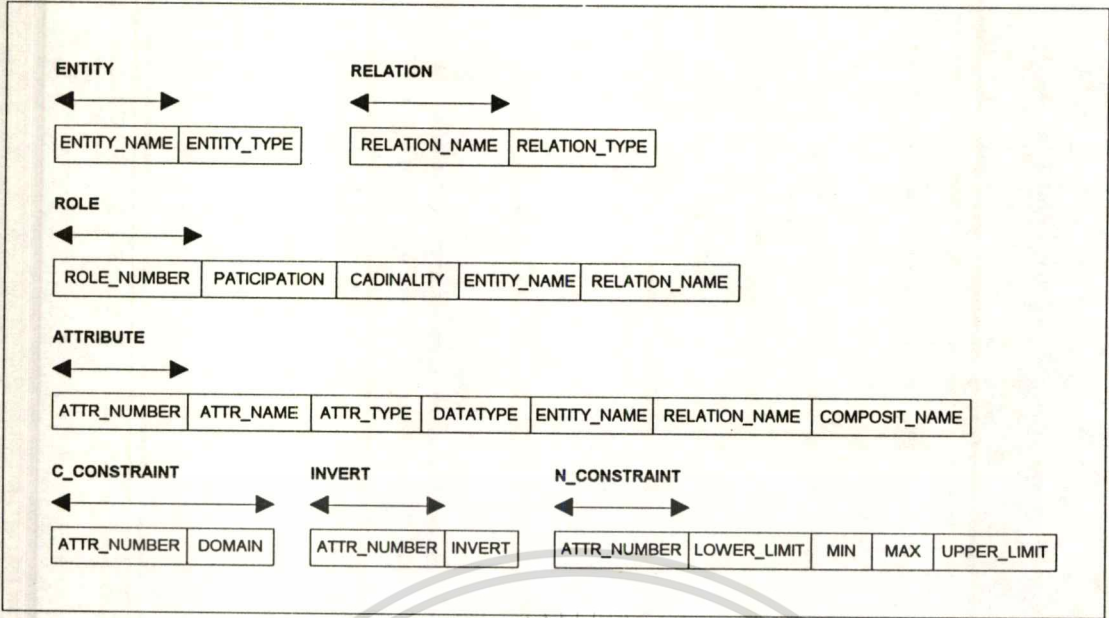 ENTITY RELATION
ENTITY_NAME ENTITY_TYPE RELATION_NAME RELATION_TYPE
ROLE
ROLE_NUMBER PATICIPATION CADINALITY ENTITY_NAME RELATION_NAME
ATTRIBUTE
ATTR_NUMBER ATTR_NAME ATTR_TYPE DATATYPE ENTITY_NAME RELATION_NAME COMPOSIT_NAME
C_CONSTRAINT INVERT N_CONSTRAINT
ATTR_NUMBER DOMAIN ATTR_NUMBER INVERT ATTR_NUMBER LOWER_LIMIT MIN MAX UPPER_LIMIT